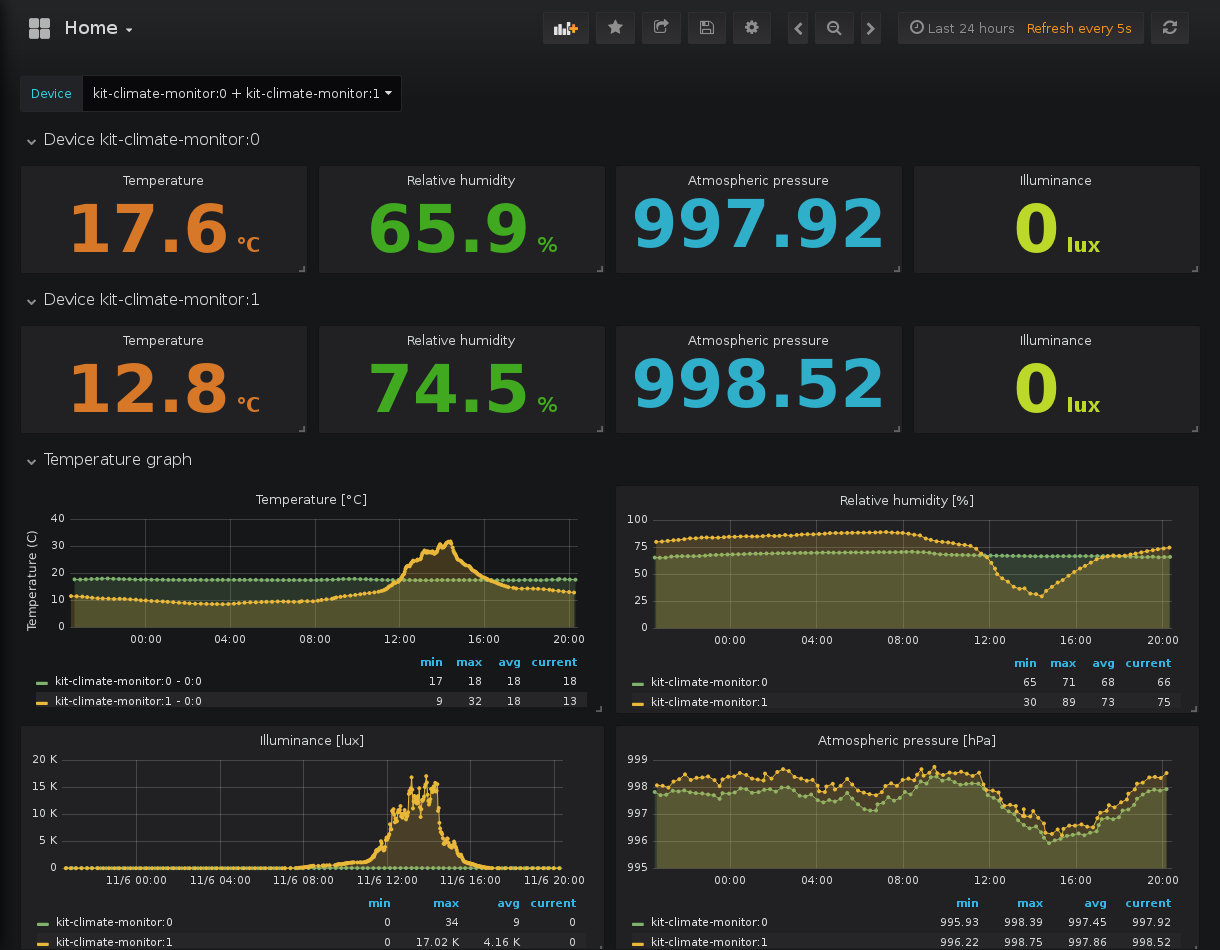 Home
Last 24 hours Refresh every 5s
Device kit-climate-monitor:0 + kit-climate-monitor:1
Device kit-climate-monitor:0
Temperature Relative humidity Atmospheric pressure Illuminance
17.6 °C 65.9 % 997.92 0 lux
Device kit-climate-monitor:1
Temperature Relative humidity Atmospheric pressure Illuminance
12.8 °C 74.5 % 998.52 0 lux
Temperature graph
Temperature [°C]
Temperature (C)
40
30
20
10
0
00:00 04:00 08:00 12:00 16:00 20:00
min max avg current
kit-climate-monitor:0 - 0:0 17 18 18 18
kit-climate-monitor:1 - 0:0 9 32 18 13
Relative humidity [%]
100
75
50
25
0
00:00 04:00 08:00 12:00 16:00 20:00
min max avg current
kit-climate-monitor:0 65 71 68 66
kit-climate-monitor:1 30 89 73 75
Illuminance [lux]
20 K
15 K
10 K
5 K
0
11/6 00:00 11/6 04:00 11/6 08:00 11/6 12:00 11/6 16:00 11/6 20:00
min max avg current
kit-climate-monitor:0 0 34 9 0
kit-climate-monitor:1 0 17.02 K 4.16 K 0
Atmospheric pressure [hPa]
999
998
997
996
995
00:00 04:00 08:00 12:00 16:00 20:00
min max avg current
kit-climate-monitor:0 995.93 998.39 997.45 997.92
kit-climate-monitor:1 996.22 998.75 997.86 998.52